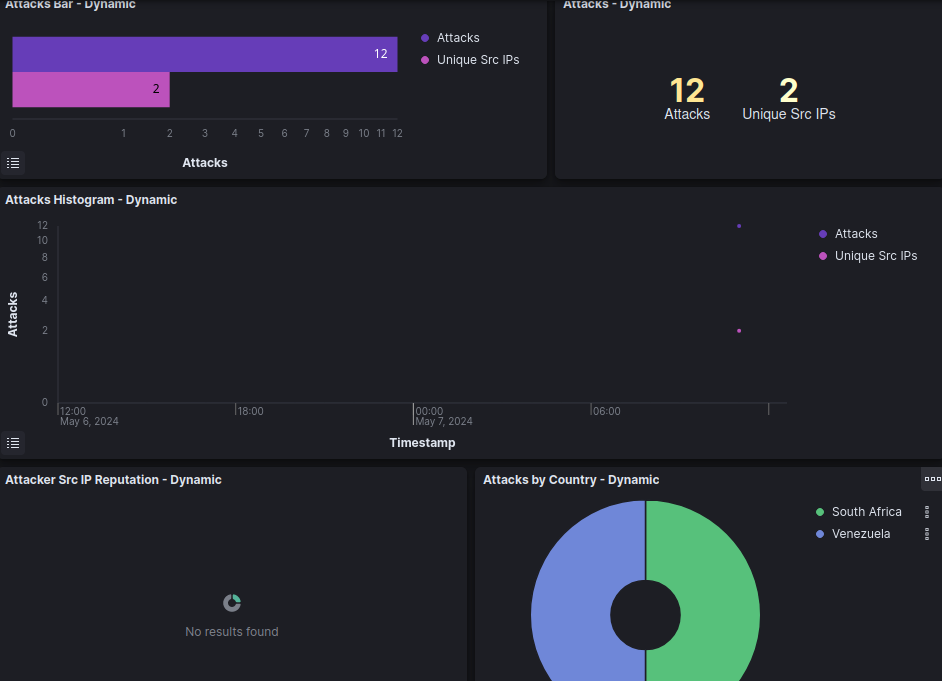 Attacks Bar - Dynamic
12
2
Attacks
Unique Src IPs
0 1 2 3 4 5 6 7 8 9 10 11 12
Attacks
Attacks - Dynamic
12 2
Attacks Unique Src IPs
Attacks Histogram - Dynamic
12
10
8
6
4
2
0
Attacks
12:00 18:00 00:00 06:00
May 6, 2024 May 7, 2024
Timestamp
Attacks
Unique Src IPs
Attacker Src IP Reputation - Dynamic
No results found
Attacks by Country - Dynamic
South Africa
Venezuela